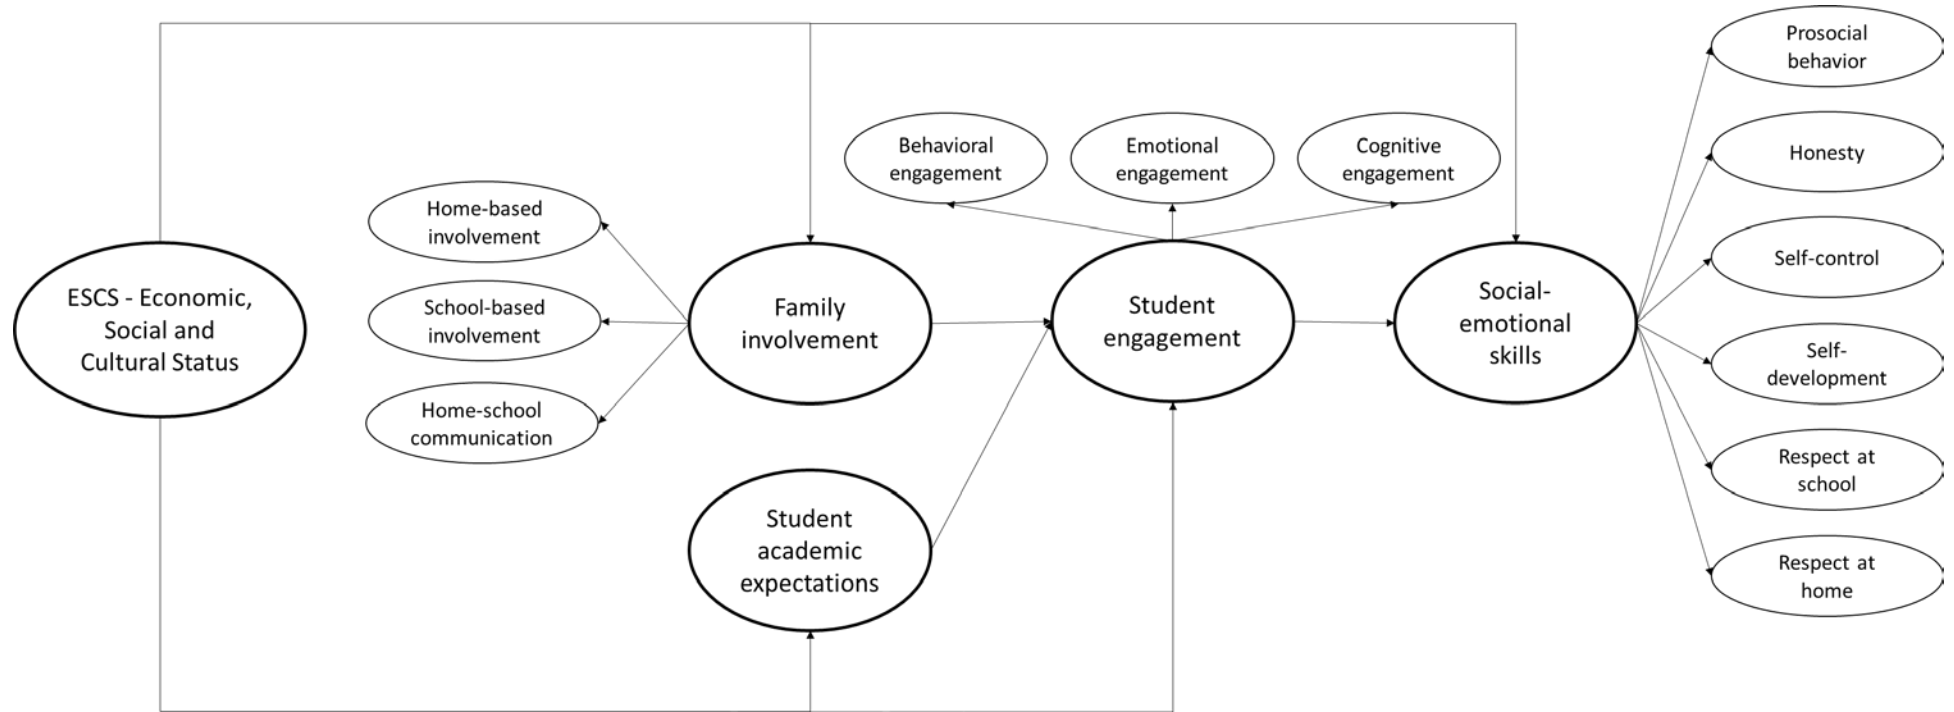 ESCS - Economic,
Social and
Cultural Status
Home-based
involvement
School-based
involvement
Home-school
communication
Family
involvement
Student
academic
expectations
Behavioral
engagement
Emotional
engagement
Cognitive
engagement
Student
engagement
Social-
emotional
skills
Prosocial
behavior
Honesty
Self-control
Self-
development
Respect at
school
Respect at
home